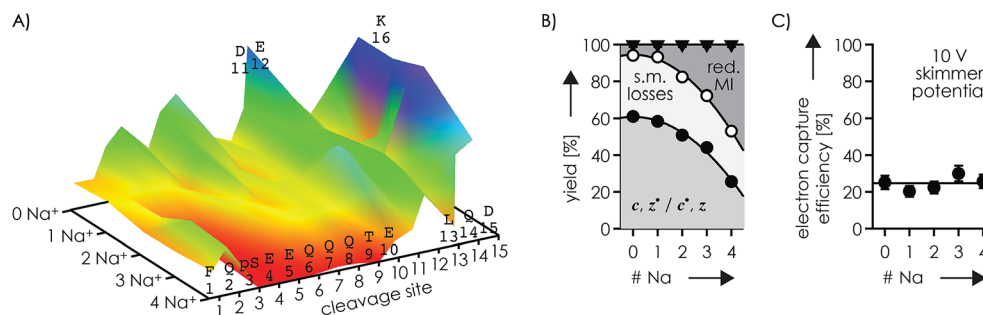 A)
K
16
D E
11 12
0 Na⁺
1 Na⁺
2 Na⁺
3 Na⁺
4 Na⁺
F Q pS E E Q Q Q T E
1 2 3 4 5 6 7 8 9 10
L Q D
13 14 15
1 2 3 4 5 6 7 8 9 10 11 12 13 14 15
cleavage site
B)
100
80
60
40
20
0
yield [%]
s.m.
losses
red.
MI
c, z• / c•, z
0 1 2 3 4
# Na
C)
100
80
60
40
20
0
electron capture
efficiency [%]
10 V
skimmer
potential
0 1 2 3 4
# Na